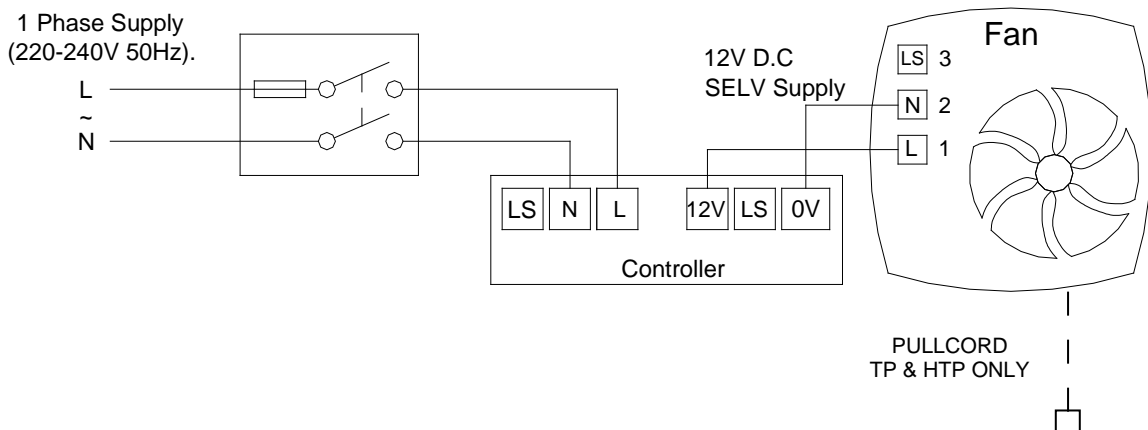 1 Phase Supply
(220-240V 50Hz).
L
~
N
12V D.C
SELV Supply
Fan
LS 3
N 2
L 1
LS N L 12V LS 0V
Controller
PULLCORD
TP & HTP ONLY